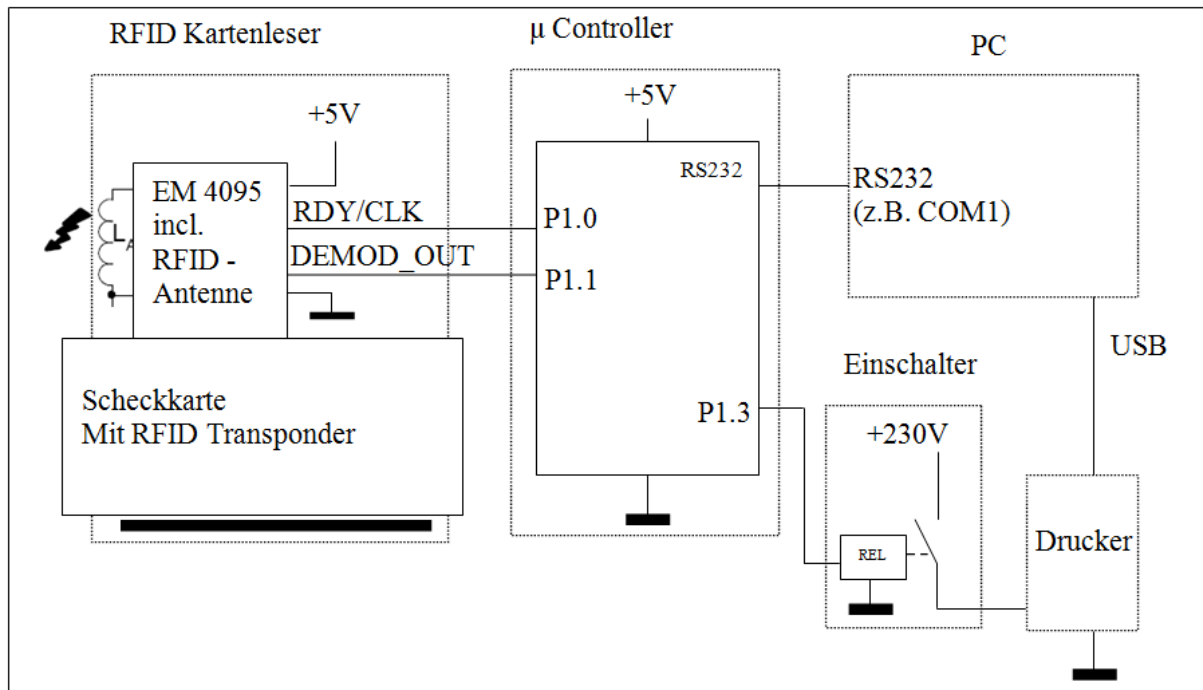 RFID Kartenleser
µ Controller
PC
+5V
+5V
EM 4095
incl.
RFID -
Antenne
L A
RDY/CLK
DEMOD_OUT
P1.0
P1.1
RS232
RS232
(z.B. COM1)
USB
Einschalter
P1.3
+230V
REL
Drucker
Scheckkarte
Mit RFID Transponder